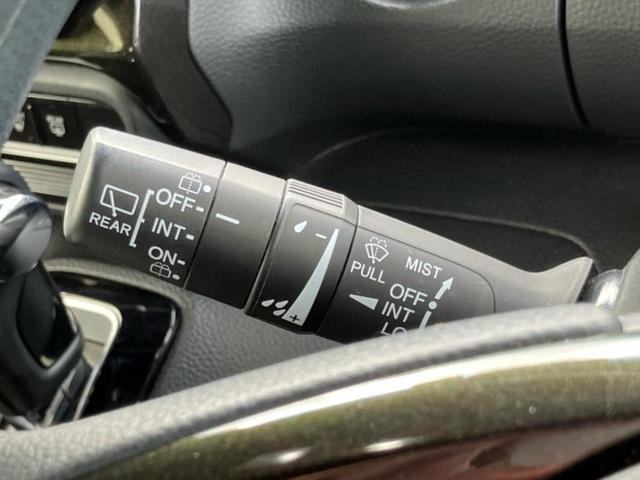 REAR
OFF
INT
ON
-
+
PULL
MIST
OFF
INT